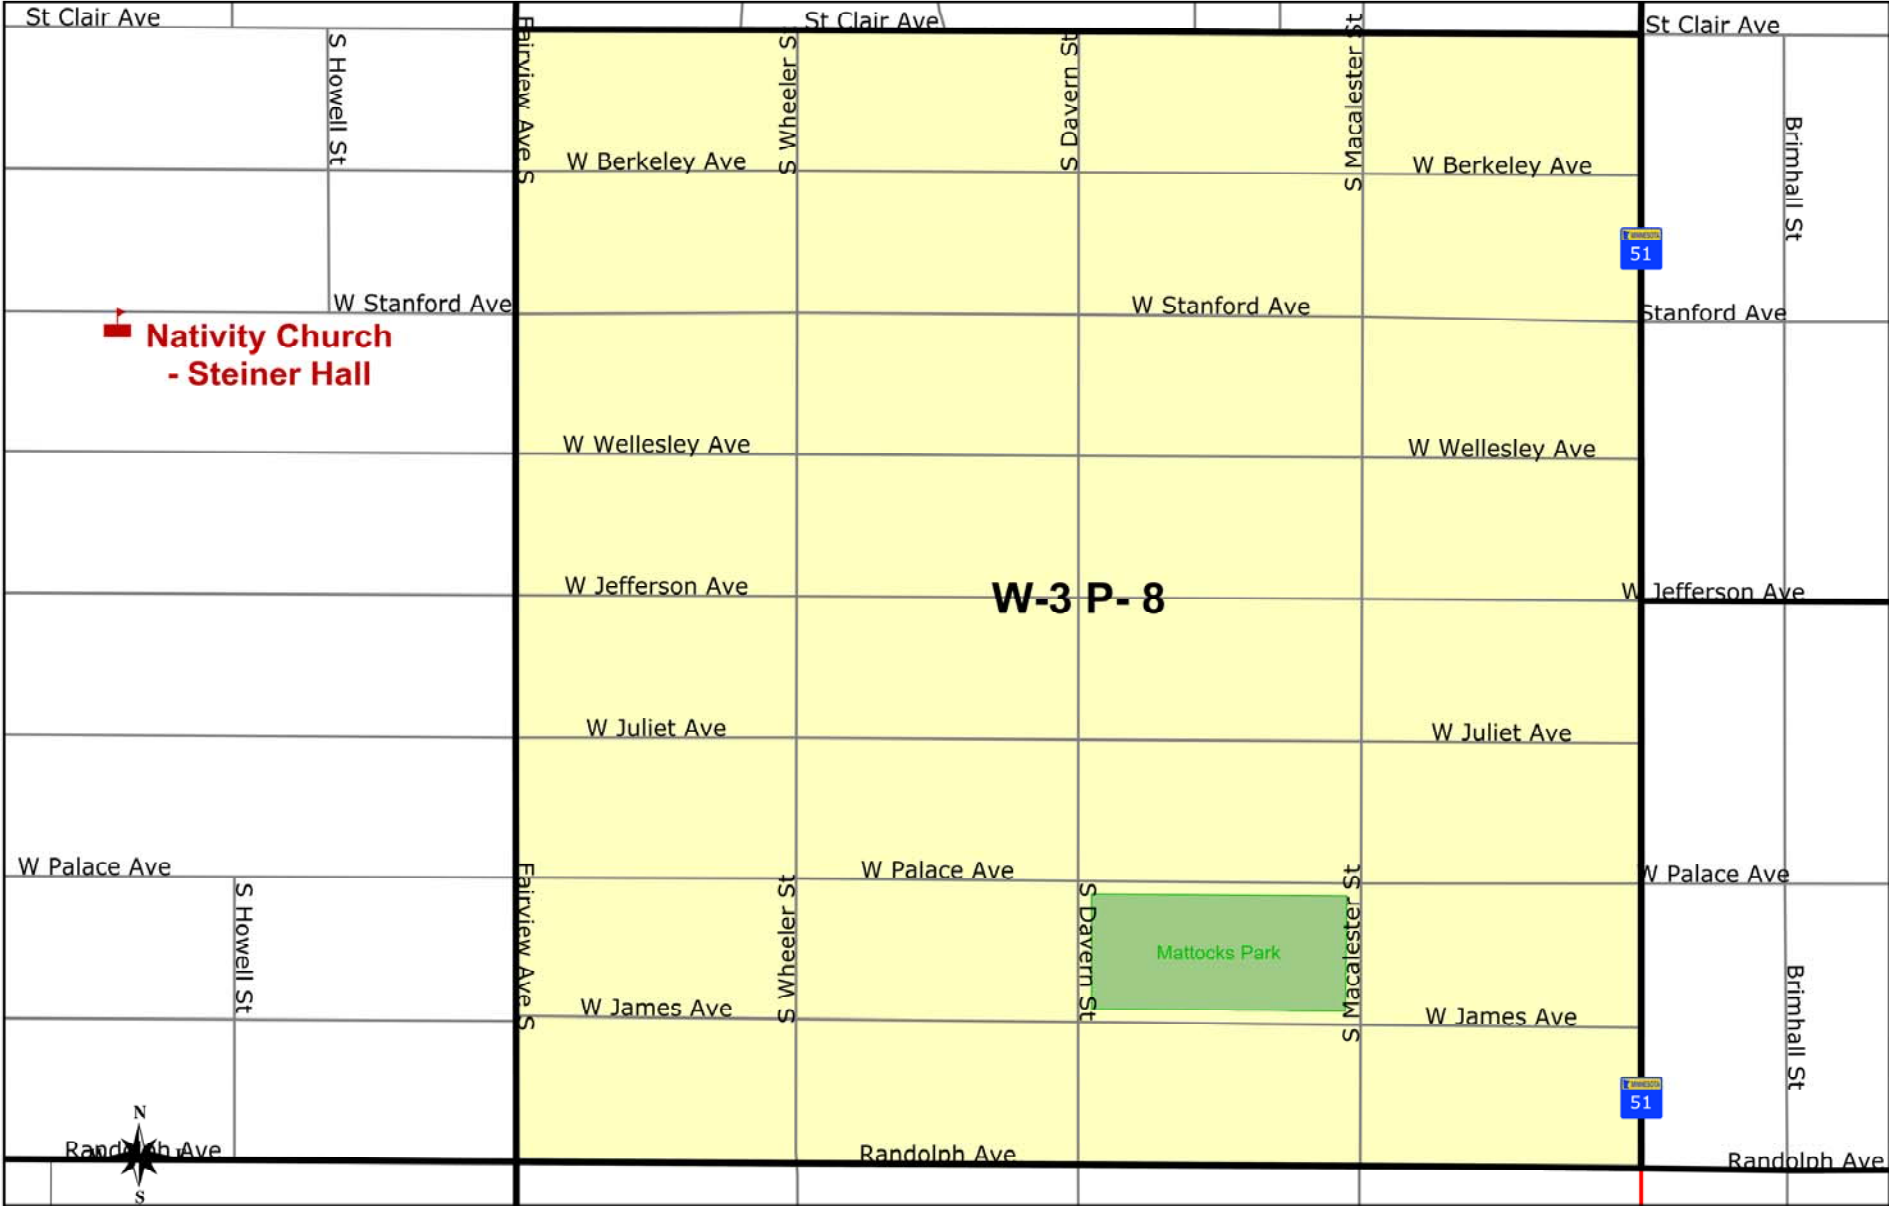 St Clair Ave
St Clair Ave
St Clair Ave
S Howell St
Fairview Ave S
S Wheeler S
S Davern St
S Macalester St
Brimhall St
W Berkeley Ave
W Berkeley Ave
MINNESOTA
51
W Stanford Ave
W Stanford Ave
Stanford Ave
Nativity Church
- Steiner Hall
W Wellesley Ave
W Wellesley Ave
W Jefferson Ave
W-3 P- 8
W Jefferson Ave
W Juliet Ave
W Juliet Ave
W Palace Ave
W Palace Ave
W Palace Ave
S Howell St
Fairview Ave S
S Wheeler St
S Davern St
Mattocks Park
S Macalester St
Brimhall St
W James Ave
W James Ave
MINNESOTA
51
N
Randolph Ave
S
Randolph Ave
Randolph Ave